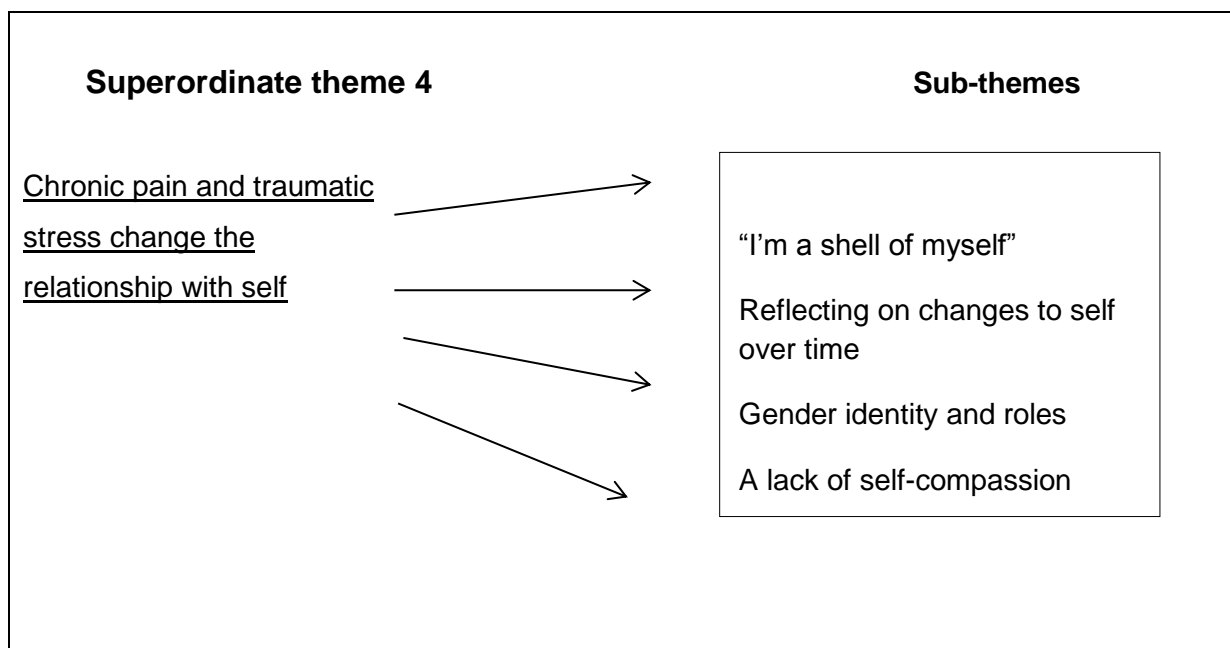 Superordinate theme 4
Sub-themes
Chronic pain and traumatic
stress change the
relationship with self
“I’m a shell of myself”
Reflecting on changes to self
over time
Gender identity and roles
A lack of self-compassion